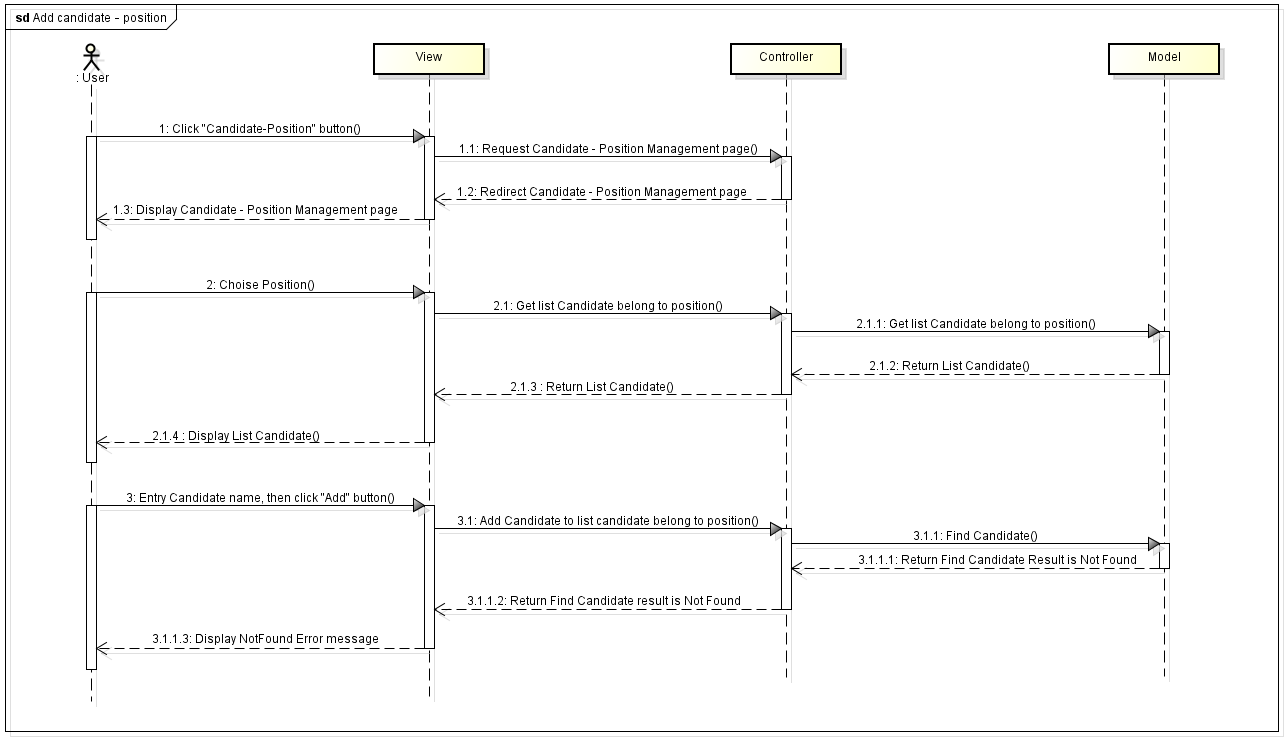 sd Add candidate - position
: User
View
Controller
Model
1: Click "Candidate-Position" button()
1.1: Request Candidate - Position Management page()
1.2: Redirect Candidate - Position Management page
1.3: Display Candidate - Position Management page
2: Choise Position()
2.1: Get list Candidate belong to position()
2.1.1: Get list Candidate belong to position()
2.1.2: Return List Candidate()
2.1.3 : Return List Candidate()
2.1.4 : Display List Candidate()
3: Entry Candidate name, then click "Add" button()
3.1: Add Candidate to list candidate belong to position()
3.1.1: Find Candidate()
3.1.1.1: Return Find Candidate Result is Not Found
3.1.1.2: Return Find Candidate result is Not Found
3.1.1.3: Display NotFound Error message